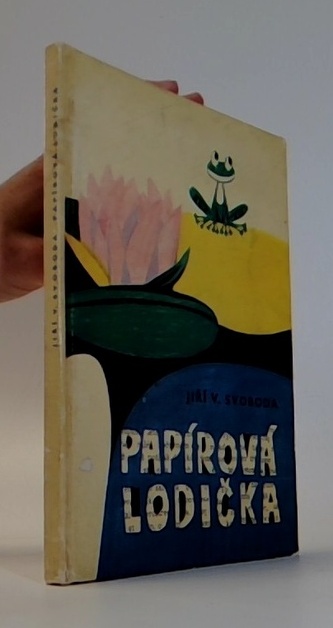 JIŘÍ V. SVOBODA · PAPÍROVÁ LODIČKA
JIŘÍ V. SVOBODA
PAPÍROVÁ
LODIČKA